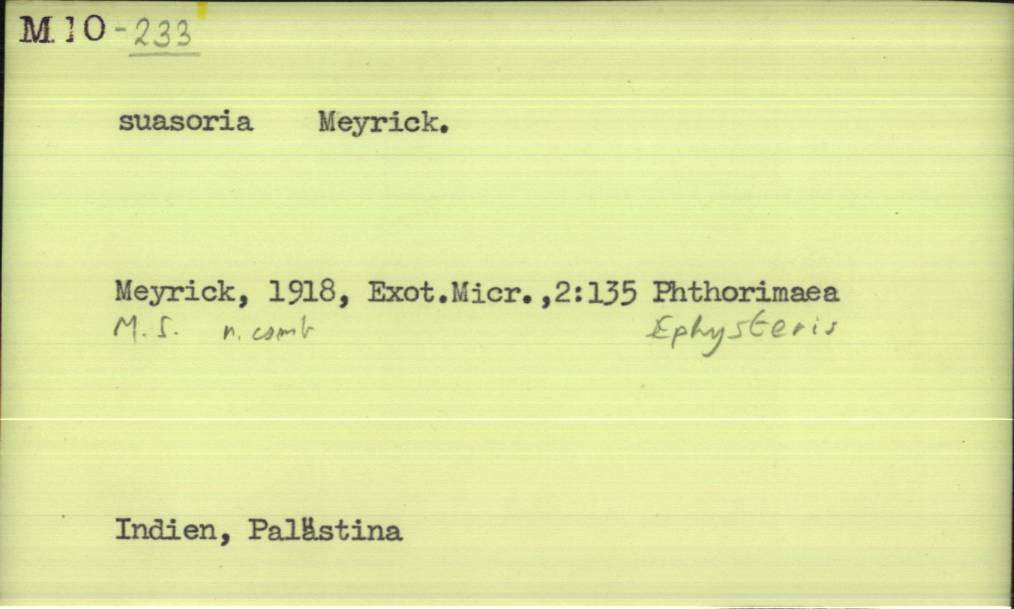 M.10-233
suasoria Meyrick.
Meyrick, 1918, Exot.Micr.,2:135 Phthorimaea
M. S. n. comb Ephysteris
Indien, Palästina